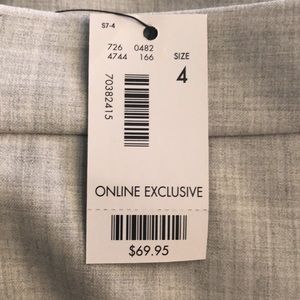 S7-4
726 0482 SIZE
4744 166 4
70382415
ONLINE EXCLUSIVE
$69.95